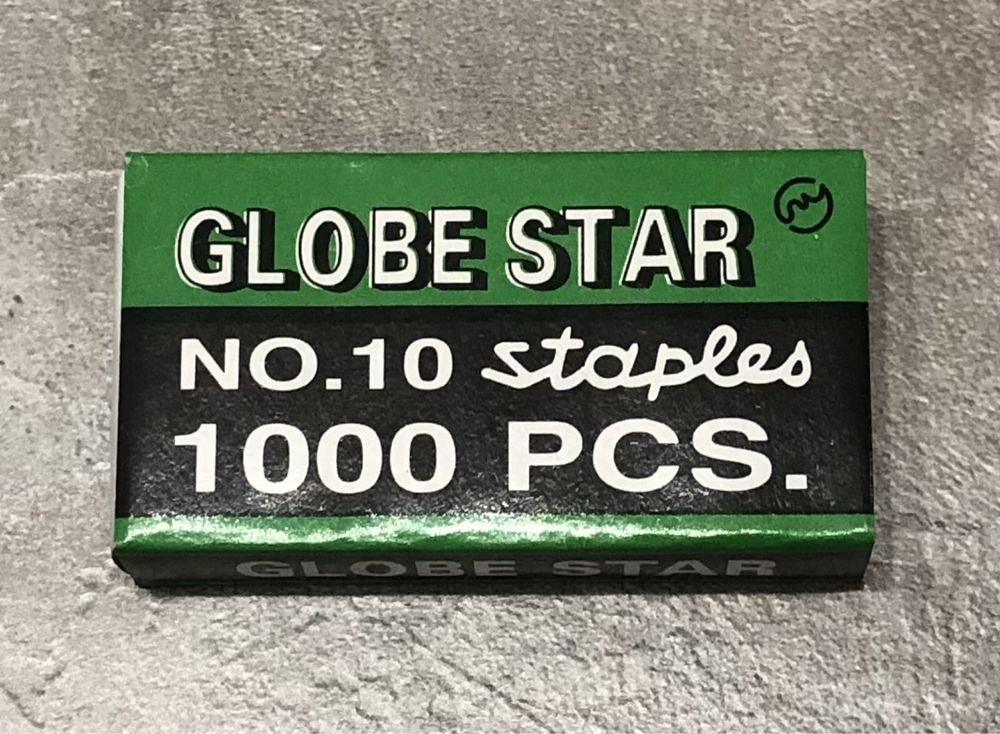 GLOBE STAR
NO.10 staples
1000 PCS.
GLOBE STAR